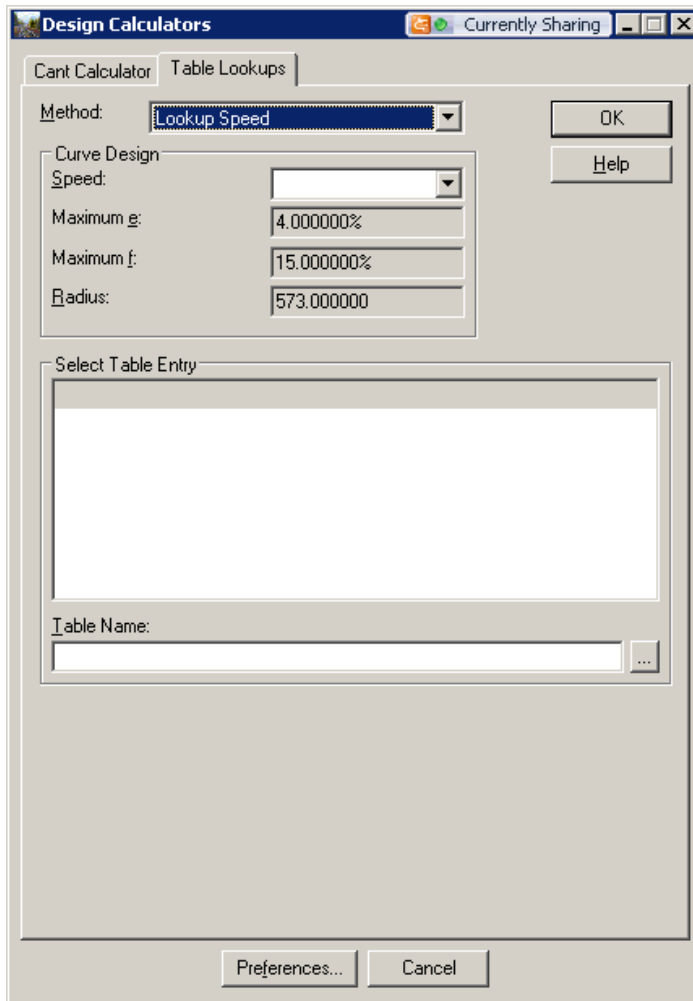 Design Calculators
Currently Sharing
Cant Calculator
Table Lookups
Method:
Lookup Speed
OK
Help
Curve Design
Speed:
Maximum e:
4.000000%
Maximum f:
15.000000%
Radius:
573.000000
Select Table Entry
Table Name:
...
Preferences...
Cancel